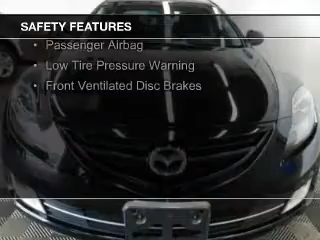 SAFETY FEATURES
• Passenger Airbag
• Low Tire Pressure Warning
• Front Ventilated Disc Brakes